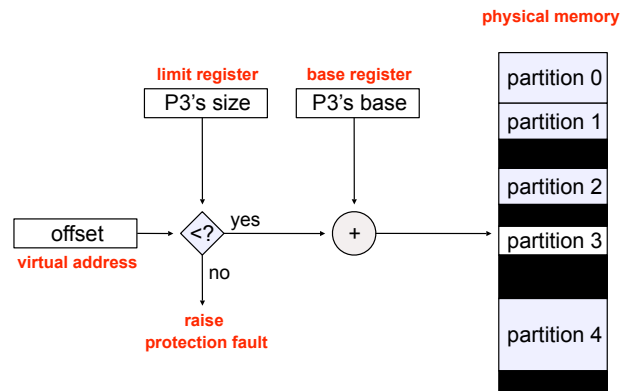 physical memory
limit register
base register
P3's size
P3's base
partition 0
partition 1
partition 2
partition 3
partition 4
offset
virtual address
<?
yes
no
+
raise
protection fault